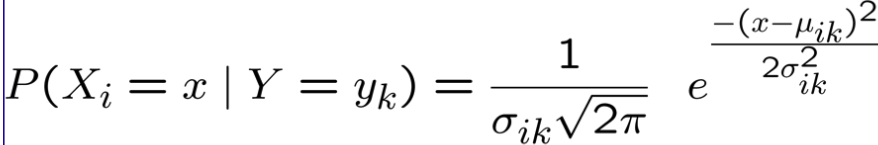 P(X_i = x | Y = y_k) = \frac{1}{\sigma_{ik}\sqrt{2\pi}} e^{\frac{-(x-\mu_{ik})^2}{2\sigma_{ik}^2}}